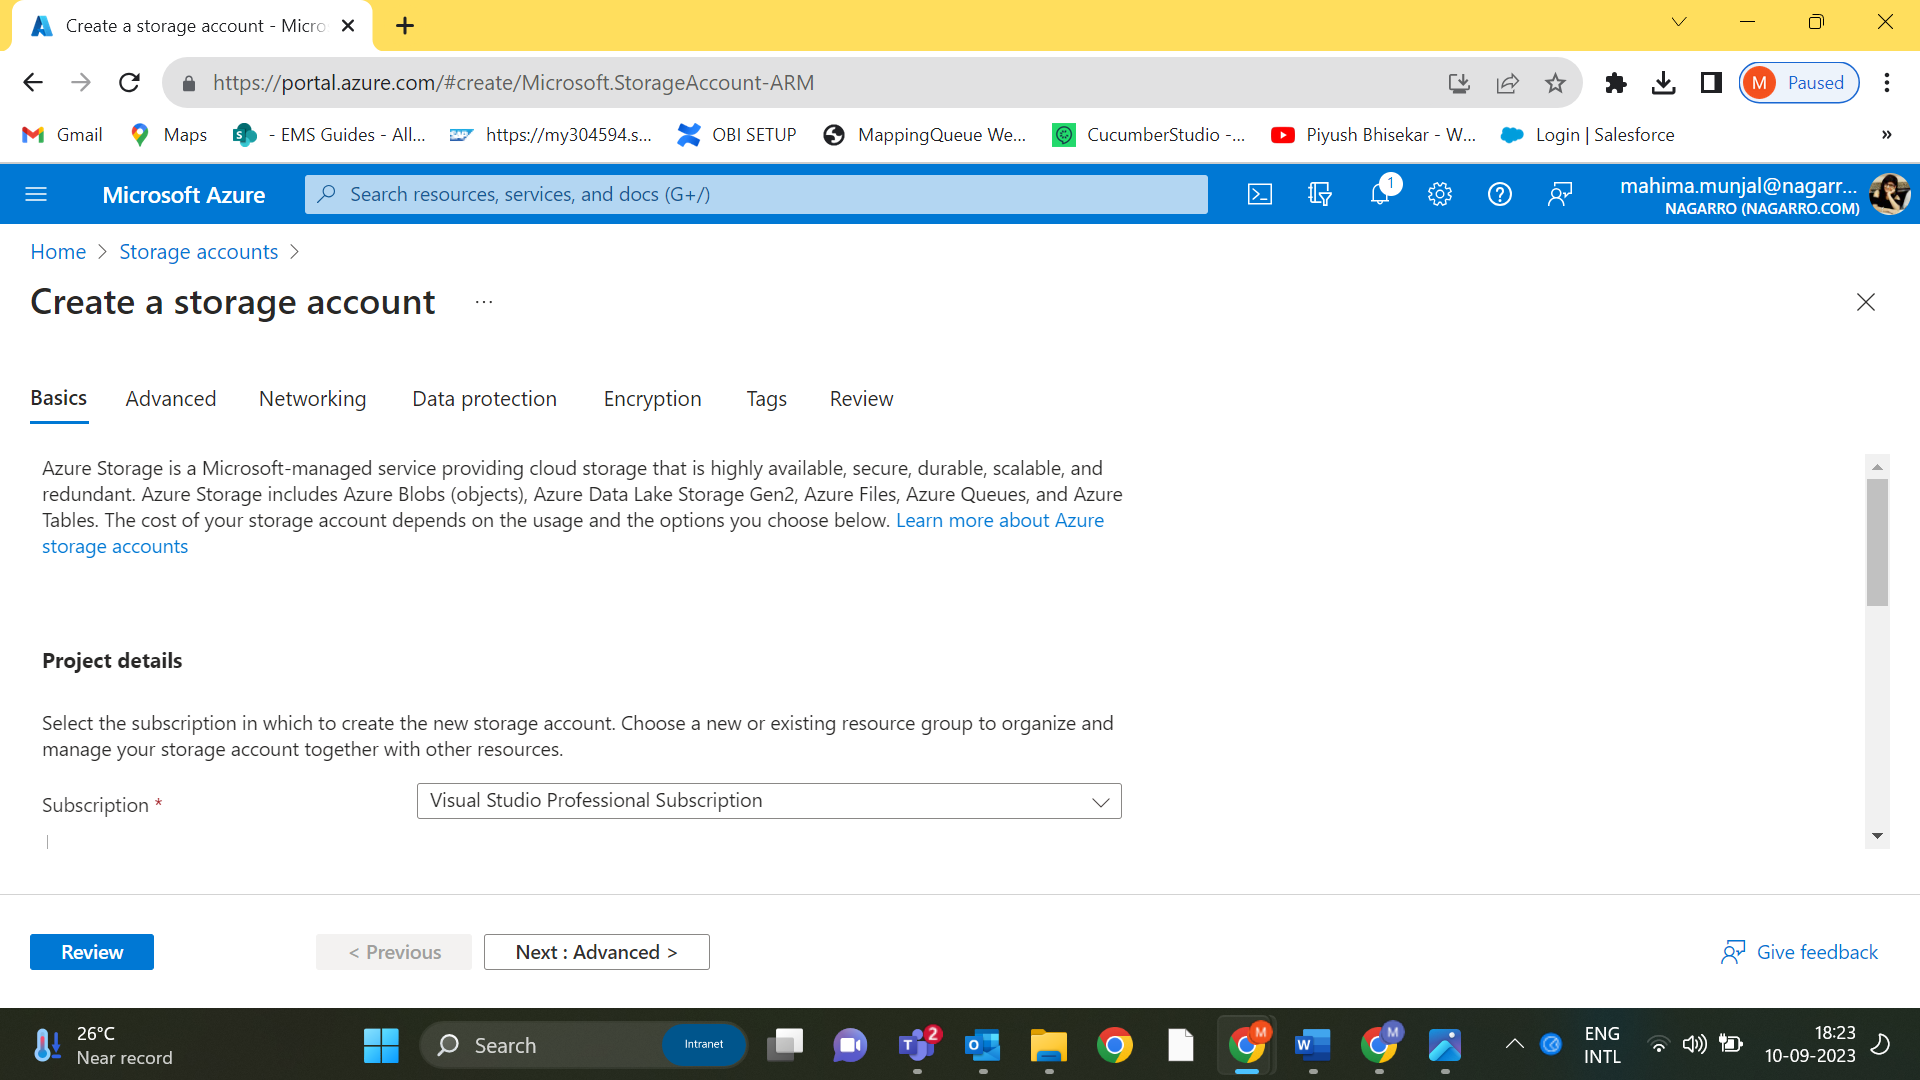 Create a storage account - Micro
https://portal.azure.com/#create/Microsoft.StorageAccount-ARM
M Paused
Gmail Maps - EMS Guides - All... https://my304594.s... OBI SETUP MappingQueue We... CucumberStudio -... Piyush Bhisekar - W... Login | Salesforce »
Microsoft Azure
Search resources, services, and docs (G+/)
1
mahima.munjal@nagarr...
NAGARRO (NAGARRO.COM)
Home > Storage accounts >
Create a storage account ...
Basics Advanced Networking Data protection Encryption Tags Review
Azure Storage is a Microsoft-managed service providing cloud storage that is highly available, secure, durable, scalable, and
redundant. Azure Storage includes Azure Blobs (objects), Azure Data Lake Storage Gen2, Azure Files, Azure Queues, and Azure
Tables. The cost of your storage account depends on the usage and the options you choose below. Learn more about Azure
storage accounts
Project details
Select the subscription in which to create the new storage account. Choose a new or existing resource group to organize and
manage your storage account together with other resources.
Subscription *
Visual Studio Professional Subscription
Review
< Previous
Next : Advanced >
Give feedback
26°C
Near record
Search
Intranet
2
M
M
ENG
INTL
18:23
10-09-2023